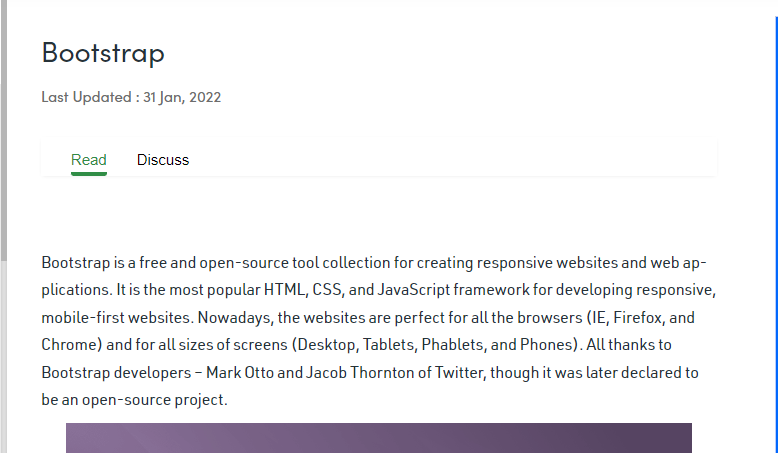 Bootstrap
Last Updated : 31 Jan, 2022
Read Discuss
Bootstrap is a free and open-source tool collection for creating responsive websites and web ap-
plications. It is the most popular HTML, CSS, and JavaScript framework for developing responsive,
mobile-first websites. Nowadays, the websites are perfect for all the browsers (IE, Firefox, and
Chrome) and for all sizes of screens (Desktop, Tablets, Phablets, and Phones). All thanks to
Bootstrap developers – Mark Otto and Jacob Thornton of Twitter, though it was later declared to
be an open-source project.